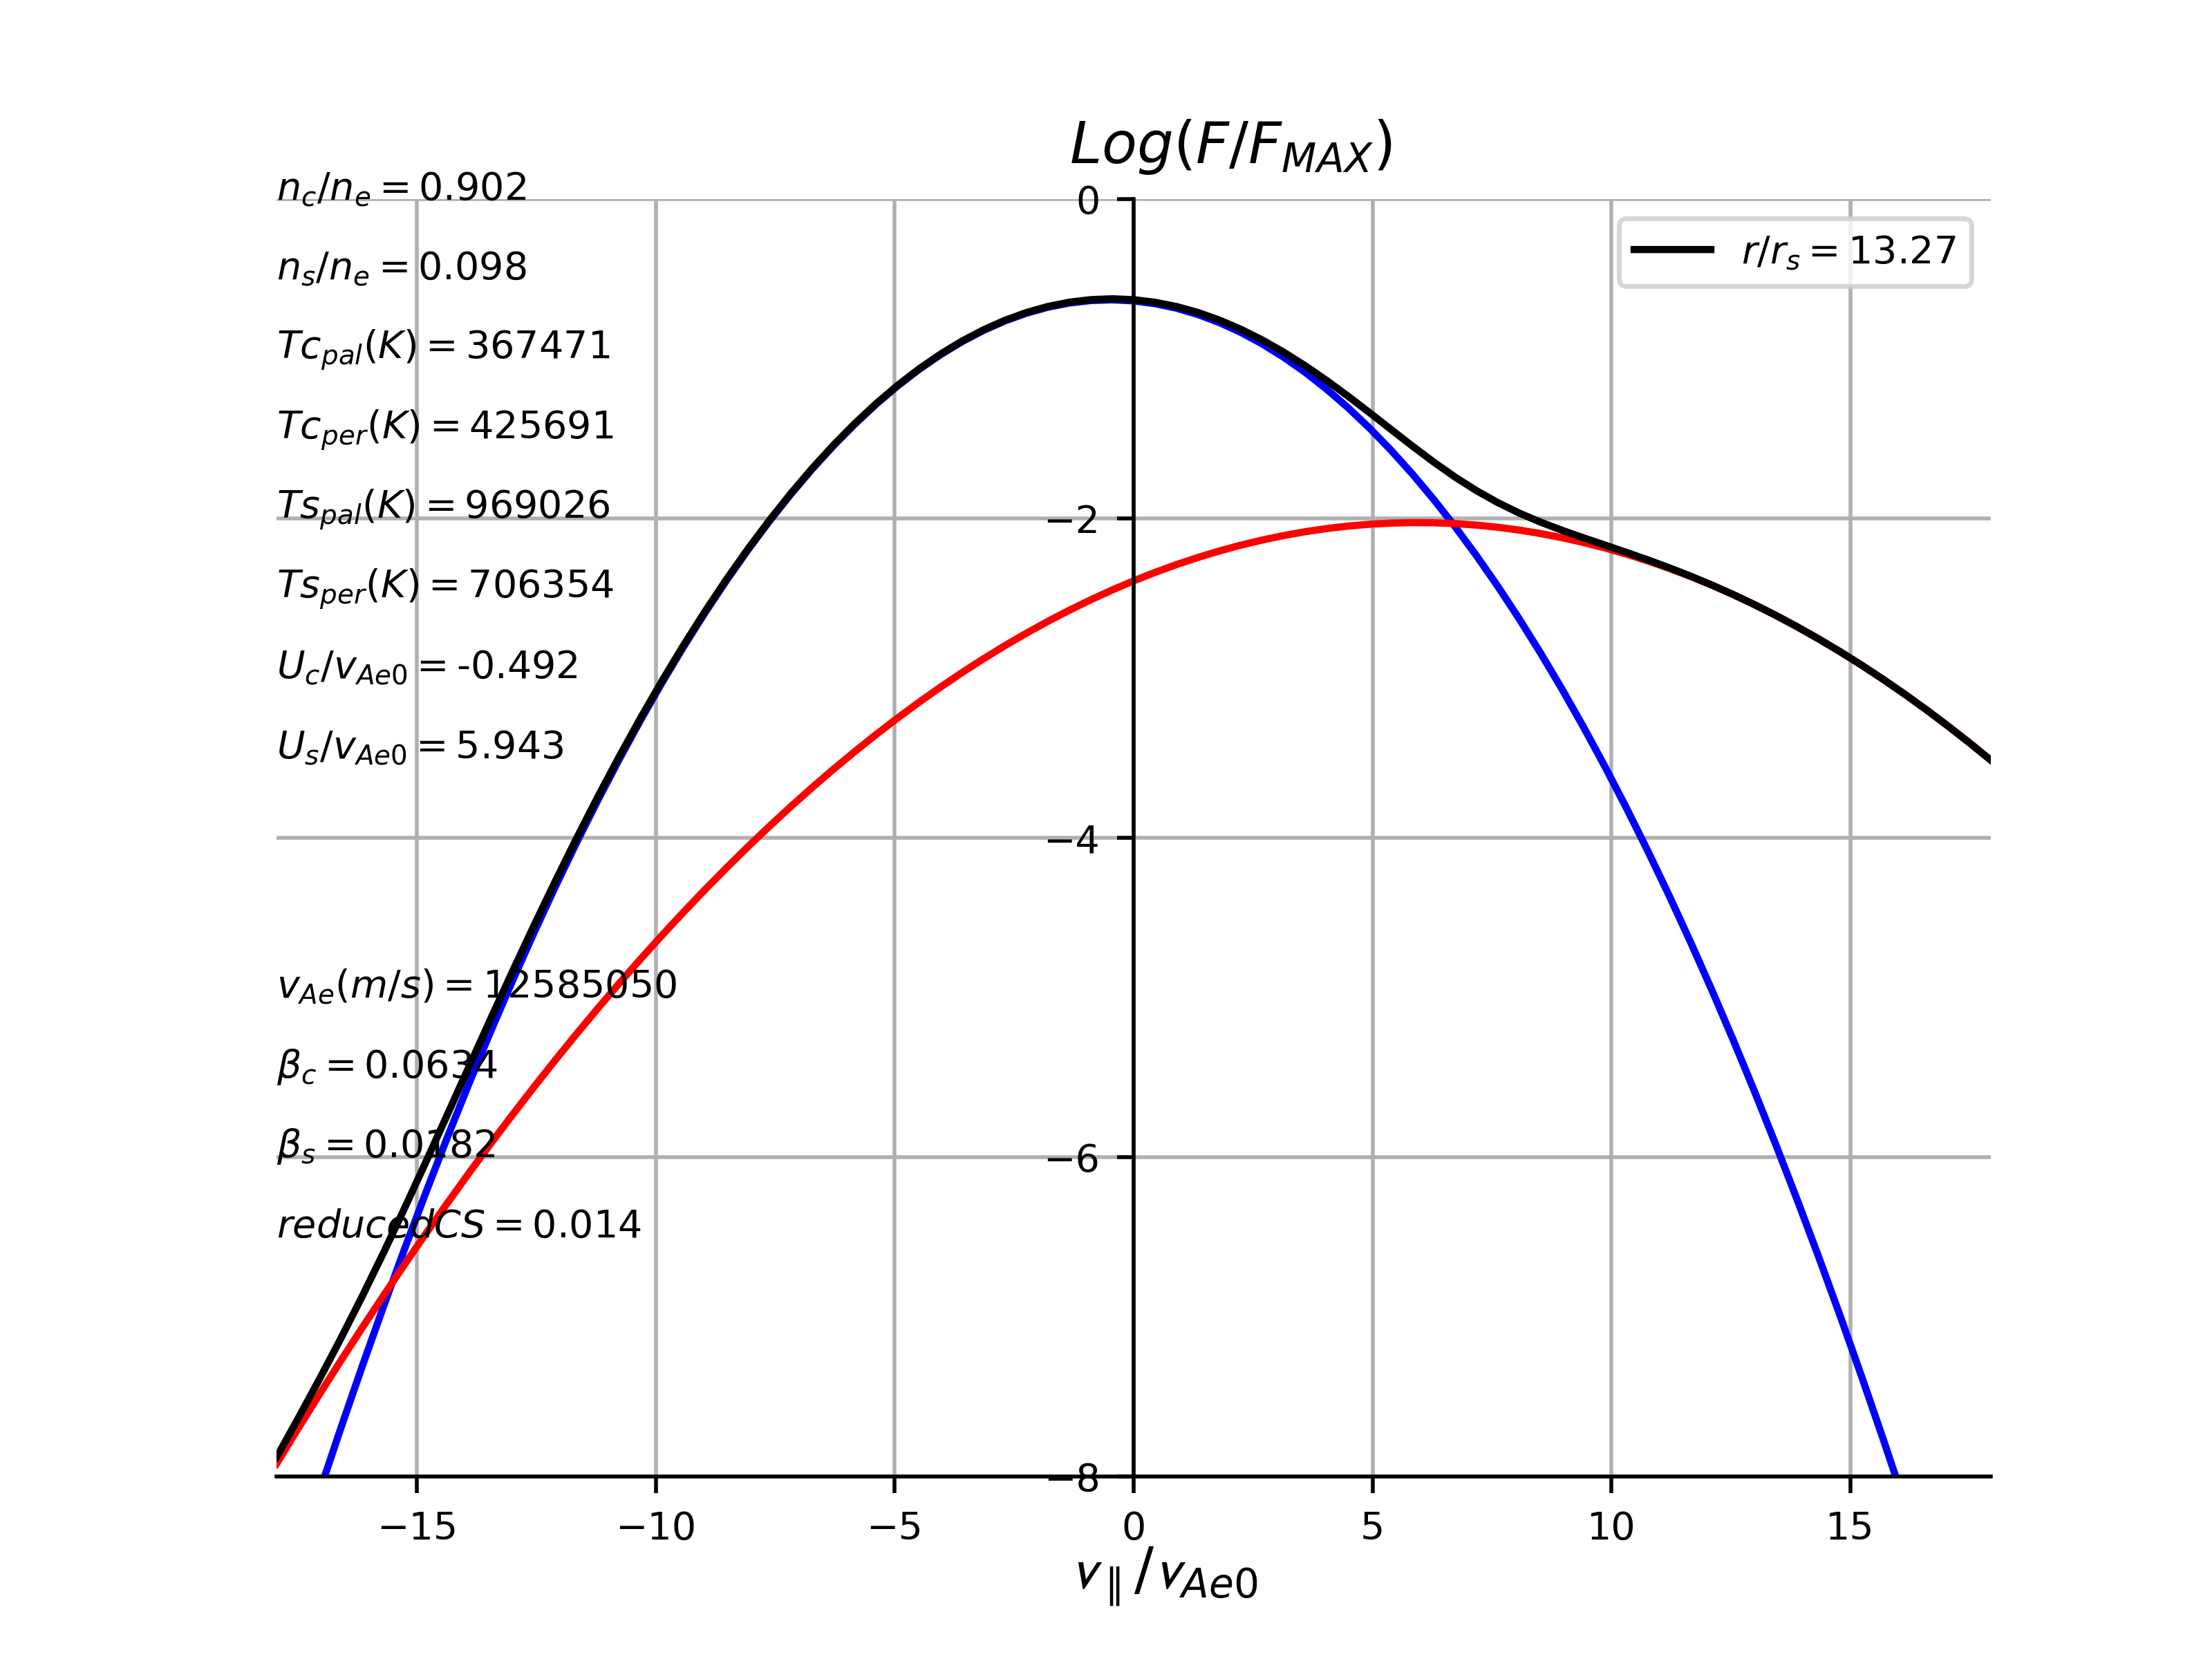 Log(F/F_MAX)
n_c/n_e = 0.902
0
r/r_s = 13.27
n_s/n_e = 0.098
Tc_pal(K) = 367471
Tc_per(K) = 425691
Ts_pal(K) = 969026
−2
Ts_per(K) = 706354
U_c/v_Ae0 = -0.492
U_s/v_Ae0 = 5.943
−4
v_Ae(m/s) = 12585050
β_c = 0.0634
β_s = 0.0182
−6
reducedCS = 0.014
−8
−15 −10 −5 0 5 10 15
v_∥/v_Ae0